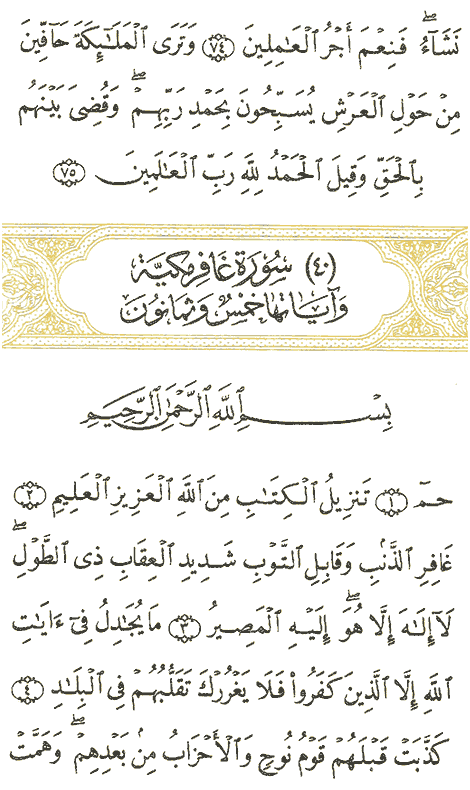 نَشَآءُۖ فَنِعْمَ أَجْرُ الْعَٰمِلِينَ ﴿٧٤﴾ وَتَرَى الْمَلَٰٓئِكَةَ حَآفِّينَ
مِنْ حَوْلِ الْعَرْشِ يُسَبِّحُونَ بِحَمْدِ رَبِّهِمْۖ وَقُضِىَ بَيْنَهُم
بِالْحَقِّ وَقِيلَ الْحَمْدُ لِلَّهِ رَبِّ الْعَٰلَمِينَ ﴿٧٥﴾
(٤٠) سُورَة غَافِر مَكِيَّة
وَآيَاتهَا خَمْسٌ وَثَمَانُونَ
بِسْمِ اللَّهِ الرَّحْمَٰنِ الرَّحِيمِ
حمٓ ﴿١﴾ تَنزِيلُ الْكِتَٰبِ مِنَ اللَّهِ الْعَزِيزِ الْعَلِيمِ ﴿٢﴾
غَافِرِ الذَّنۢبِ وَقَابِلِ التَّوْبِ شَدِيدِ الْعِقَابِ ذِى الطَّوْلِۖ
لَآ إِلَٰهَ إِلَّا هُوَۖ إِلَيْهِ الْمَصِيرُ ﴿٣﴾ مَا يُجَٰدِلُ فِىٓ ءَايَٰتِ
اللَّهِ إِلَّا الَّذِينَ كَفَرُوا۟ فَلَا يَغْرُرْكَ تَقَلُّبُهُمْ فِى الْبِلَٰدِ ﴿٤﴾
كَذَّبَتْ قَبْلَهُمْ قَوْمُ نُوحٍ وَالْأَحْزَابُ مِنۢ بَعْدِهِمْۖ وَهَمَّتْ